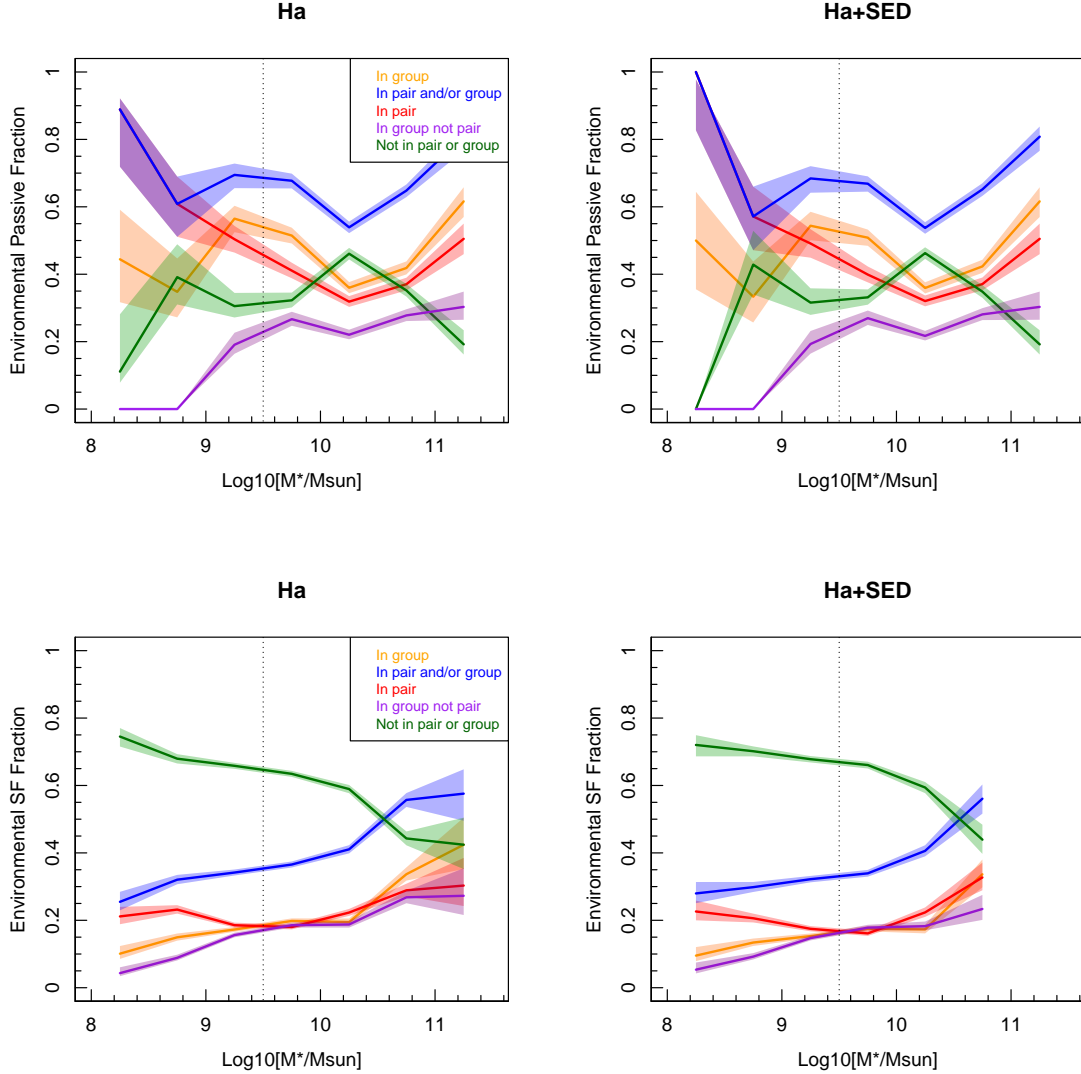 Ha
Environmental Passive Fraction
0 0.2 0.4 0.6 0.8 1
In group
In pair and/or group
In pair
In group not pair
Not in pair or group
8 9 10 11
Log10[M*/Msun]
Ha+SED
Environmental Passive Fraction
0 0.2 0.4 0.6 0.8 1
8 9 10 11
Log10[M*/Msun]
Ha
Environmental SF Fraction
0 0.2 0.4 0.6 0.8 1
In group
In pair and/or group
In pair
In group not pair
Not in pair or group
8 9 10 11
Log10[M*/Msun]
Ha+SED
Environmental SF Fraction
0 0.2 0.4 0.6 0.8 1
8 9 10 11
Log10[M*/Msun]